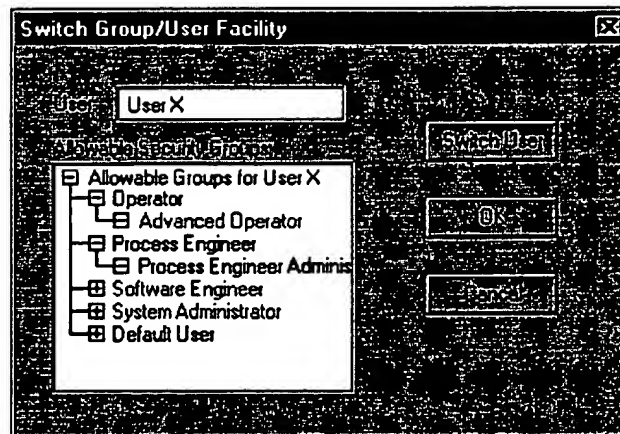 Switch Group/User Facility
User
User X
Allowable Security Groups
Switch User
Allowable Groups for User X
Operator
Advanced Operator
OK
Process Engineer
Process Engineer Adminis
Software Engineer
Cancel
System Administrator
Default User